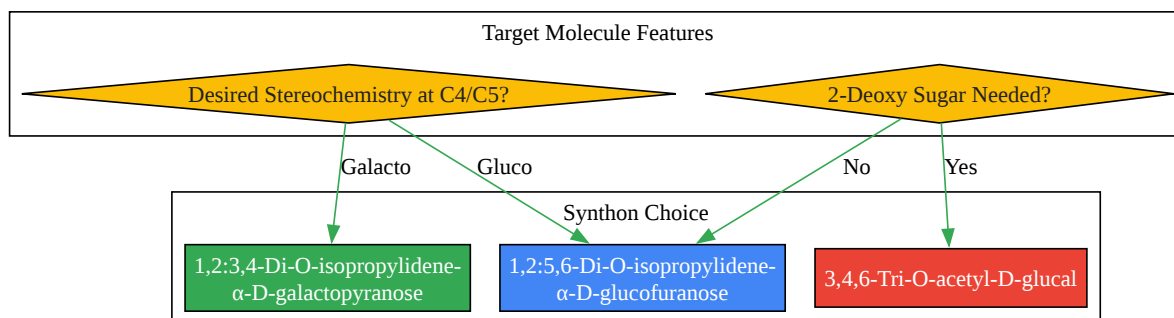 Target Molecule Features
Desired Stereochemistry at C4/C5?
2-Deoxy Sugar Needed?
Galacto
Gluco
No
Yes
Synthon Choice
1,2:3,4-Di-O-isopropylidene-
α-D-galactopyranose
1,2:5,6-Di-O-isopropylidene-
α-D-glucofuranose
3,4,6-Tri-O-acetyl-D-glucal